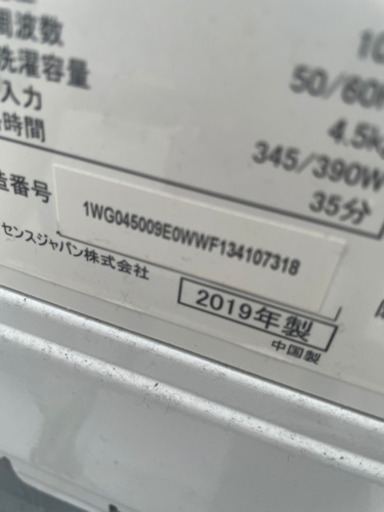 周波数
洗濯容量
50/60H
入力
4.5k
時間
345/390W
35分
造番号
1WG045009E0WWF134107318
センスジャパン株式会社
2019年製
中国製